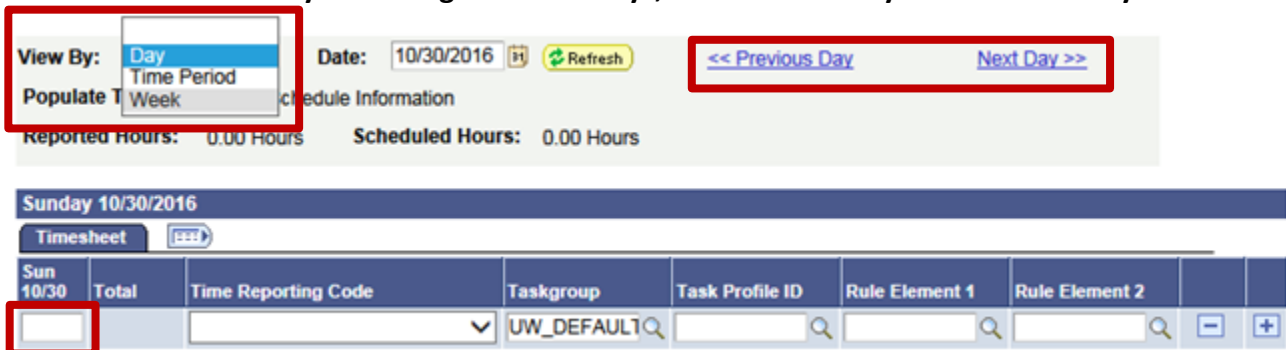 View By: Day Date: 10/30/2016 Refresh << Previous Day Next Day >>
Time Period
Populate T Week chedule Information
Reported Hours: 0.00 Hours Scheduled Hours: 0.00 Hours
Sunday 10/30/2016
Timesheet
Sun 10/30 Total Time Reporting Code Taskgroup Task Profile ID Rule Element 1 Rule Element 2
UW_DEFAULT